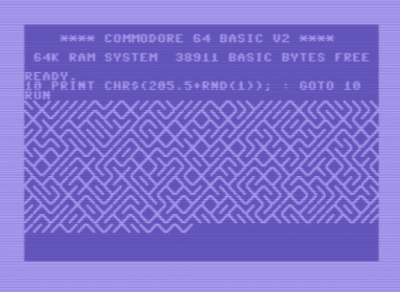 **** COMMODORE 64 BASIC V2 ****
64K RAM SYSTEM 38911 BASIC BYTES FREE
READY.
10 PRINT CHR$(205.5+RND(1)); : GOTO 10
RUN